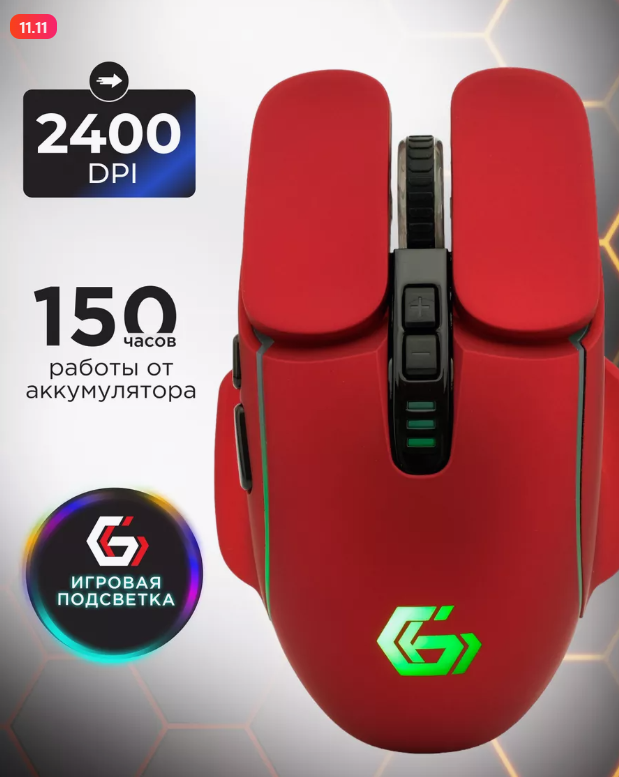 11.11
2400
DPI
150
часов
работы от
аккумулятора
ИГРОВАЯ
ПОДСВЕТКА